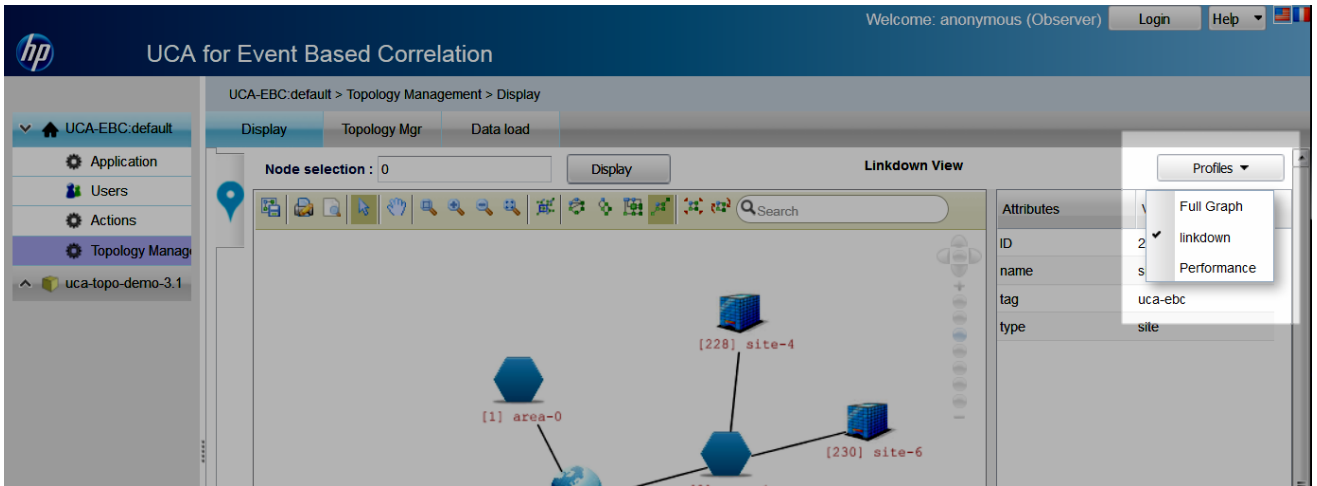 Welcome: anonymous (Observer) Login Help
hp
UCA for Event Based Correlation
UCA-EBC:default > Topology Management > Display
UCA-EBC:default
Application
Users
Actions
Topology Manage
uca-topo-demo-3.1
Display Topology Mgr Data load
Node selection : 0 Display Linkdown View Profiles
Search
Full Graph
linkdown
Performance
Attributes V
ID 2
name s
tag uca-ebc
type site
[228] site-4
[1] area-0
[230] site-6